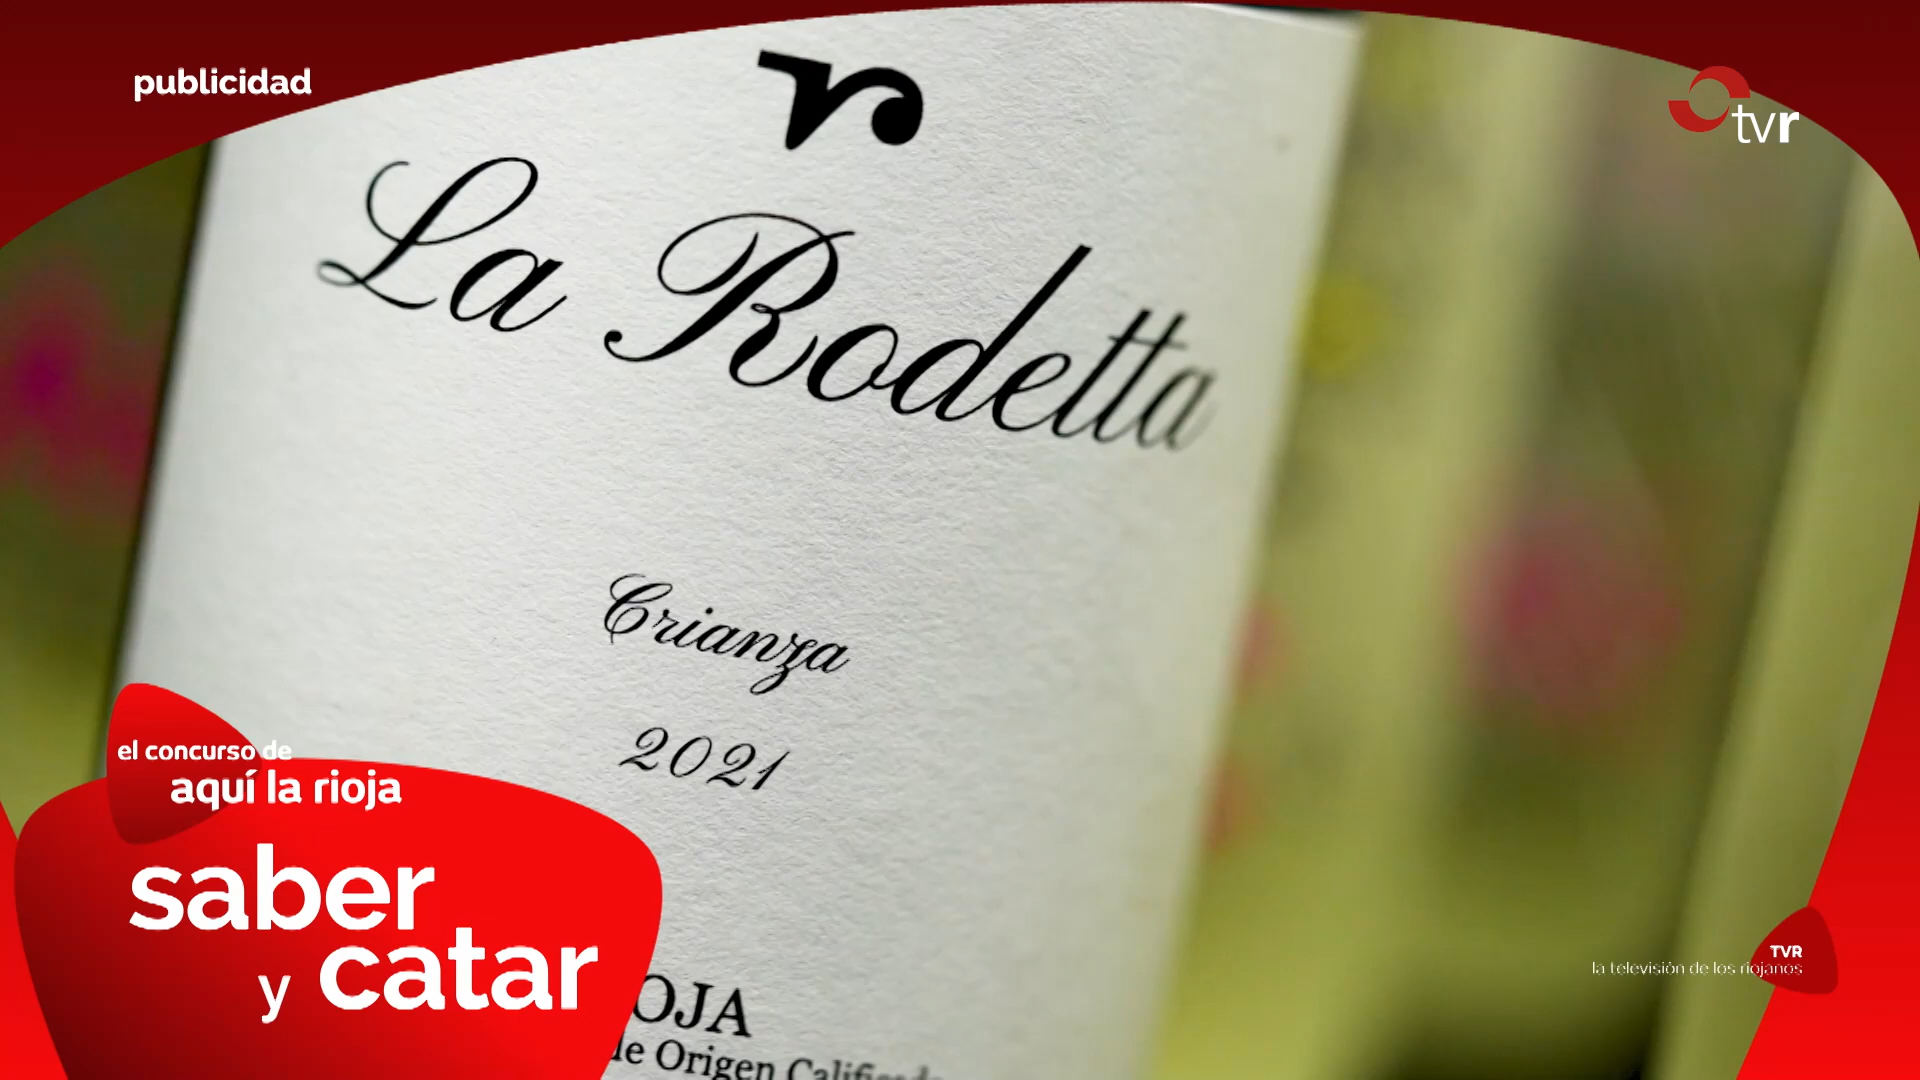 publicidad
tvr
La Rodetta
Crianza
2021
el concurso de
aquí la rioja
saber
y catar
OJA
de Origen Calificada
TVR
la televisión de los riojanos